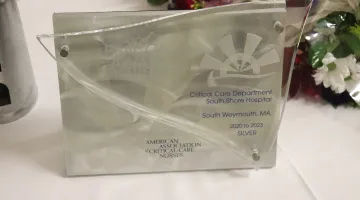 Critical Care Department
South Shore Hospital
South Weymouth, MA
2020 to 2023
SILVER
AMERICAN
ASSOCIATION
of CRITICAL-CARE
NURSES